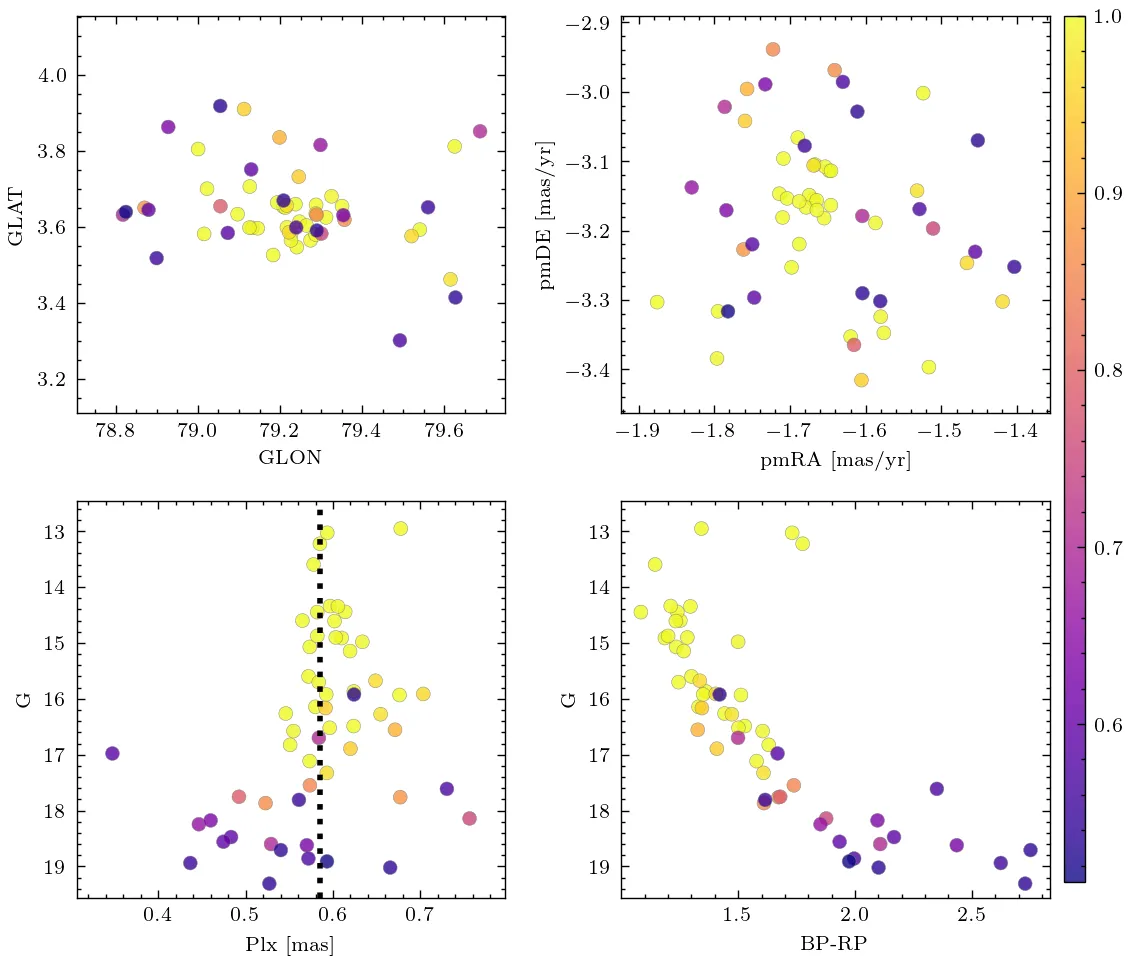 4.0
3.8
3.6
3.4
3.2
GLAT
78.8 79.0 79.2 79.4 79.6
GLON
−2.9
−3.0
−3.1
−3.2
−3.3
−3.4
pmDE [mas/yr]
−1.9 −1.8 −1.7 −1.6 −1.5 −1.4
pmRA [mas/yr]
1.0
0.9
0.8
0.7
0.6
13
14
15
16
17
18
19
G
0.4 0.5 0.6 0.7
Plx [mas]
13
14
15
16
17
18
19
G
1.5 2.0 2.5
BP-RP